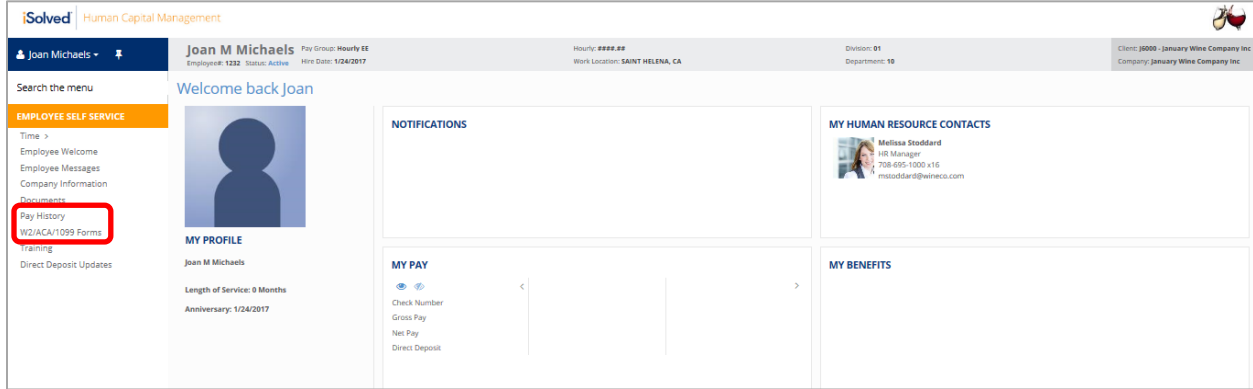 iSolved Human Capital Management
Joan Michaels
Joan M Michaels
Employee#: 1232 Status: Active
Pay Group: Hourly EE
Hire Date: 1/24/2017
Hourly: ####.##
Work Location: SAINT HELENA, CA
Division: 01
Department: 10
Client: J6000 - January Wine Company Inc
Company: January Wine Company Inc
Search the menu
Welcome back Joan
EMPLOYEE SELF SERVICE
Time >
Employee Welcome
Employee Messages
Company Information
Documents
Pay History
W2/ACA/1099 Forms
Training
Direct Deposit Updates
MY PROFILE
Joan M Michaels
Length of Service: 0 Months
Anniversary: 1/24/2017
NOTIFICATIONS
MY HUMAN RESOURCE CONTACTS
Melissa Stoddard
HR Manager
708-695-1000 x16
mstoddard@wineco.com
MY PAY
Check Number
Gross Pay
Net Pay
Direct Deposit
MY BENEFITS